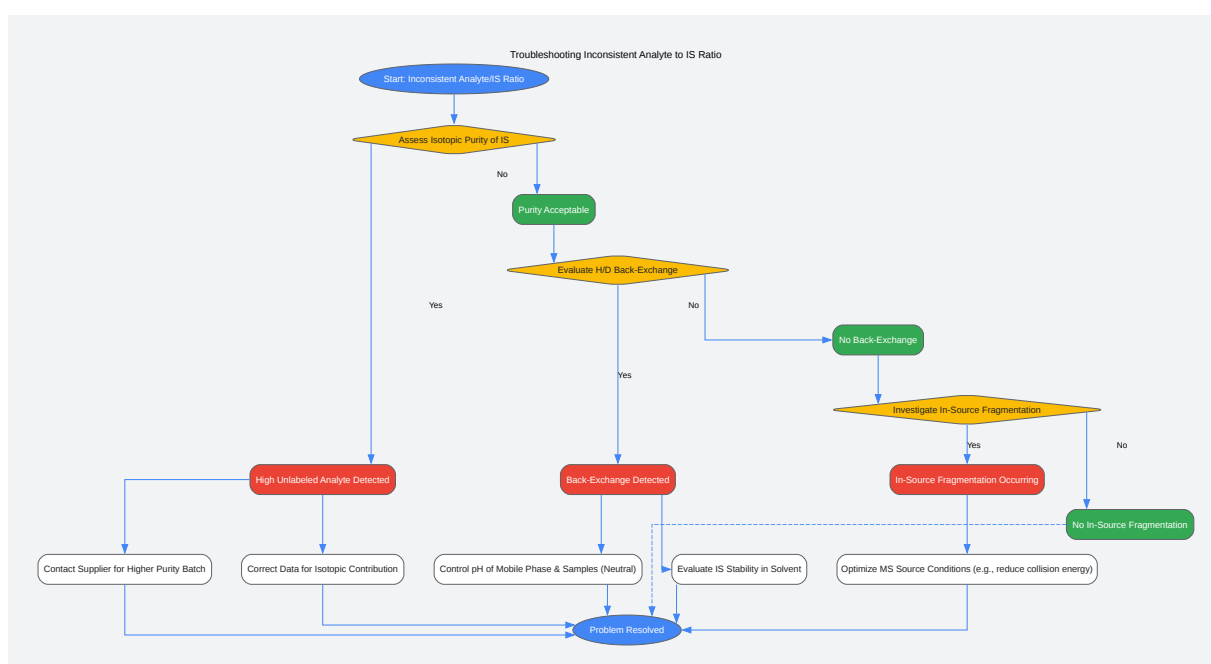 Troubleshooting Inconsistent Analyte to IS Ratio
Start: Inconsistent Analyte/IS Ratio
Assess Isotopic Purity of IS
No
Purity Acceptable
Evaluate H/D Back-Exchange
Yes
No
No Back-Exchange
Yes
Investigate In-Source Fragmentation
Yes
No
High Unlabeled Analyte Detected
Back-Exchange Detected
In-Source Fragmentation Occurring
No In-Source Fragmentation
Contact Supplier for Higher Purity Batch
Correct Data for Isotopic Contribution
Control pH of Mobile Phase & Samples (Neutral)
Evaluate IS Stability in Solvent
Optimize MS Source Conditions (e.g., reduce collision energy)
Problem Resolved